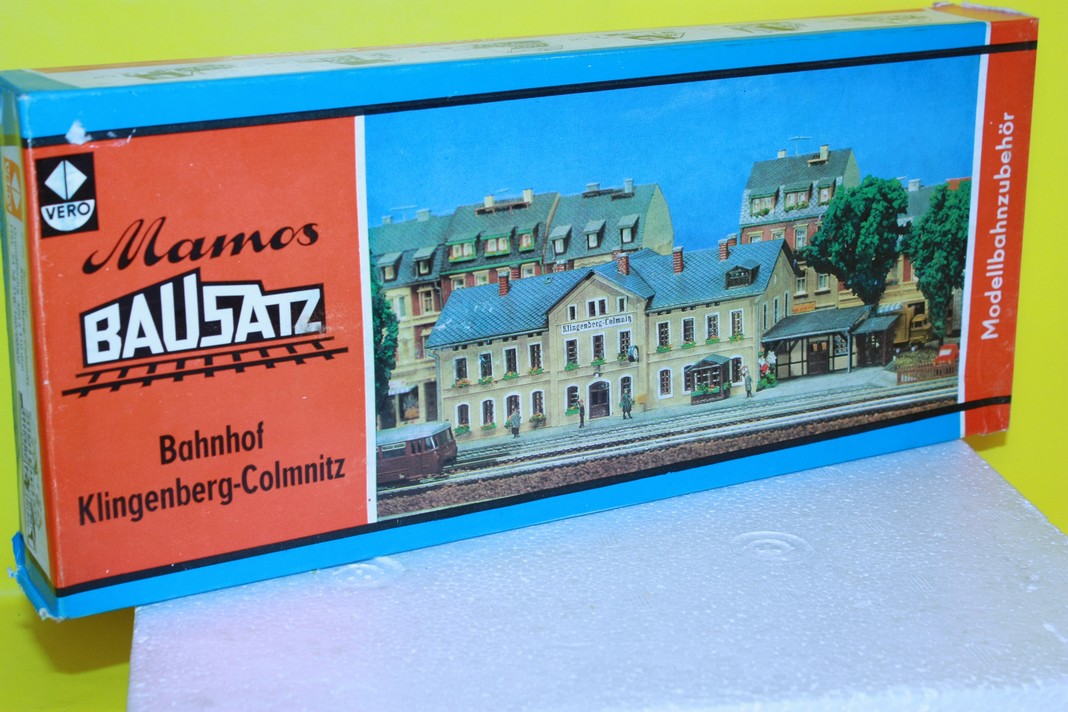 VERO
Mamos
BAUSATZ
Bahnhof
Klingenberg-Colmnitz
Klingenberg-Colmnitz
Modellbahnzubehör